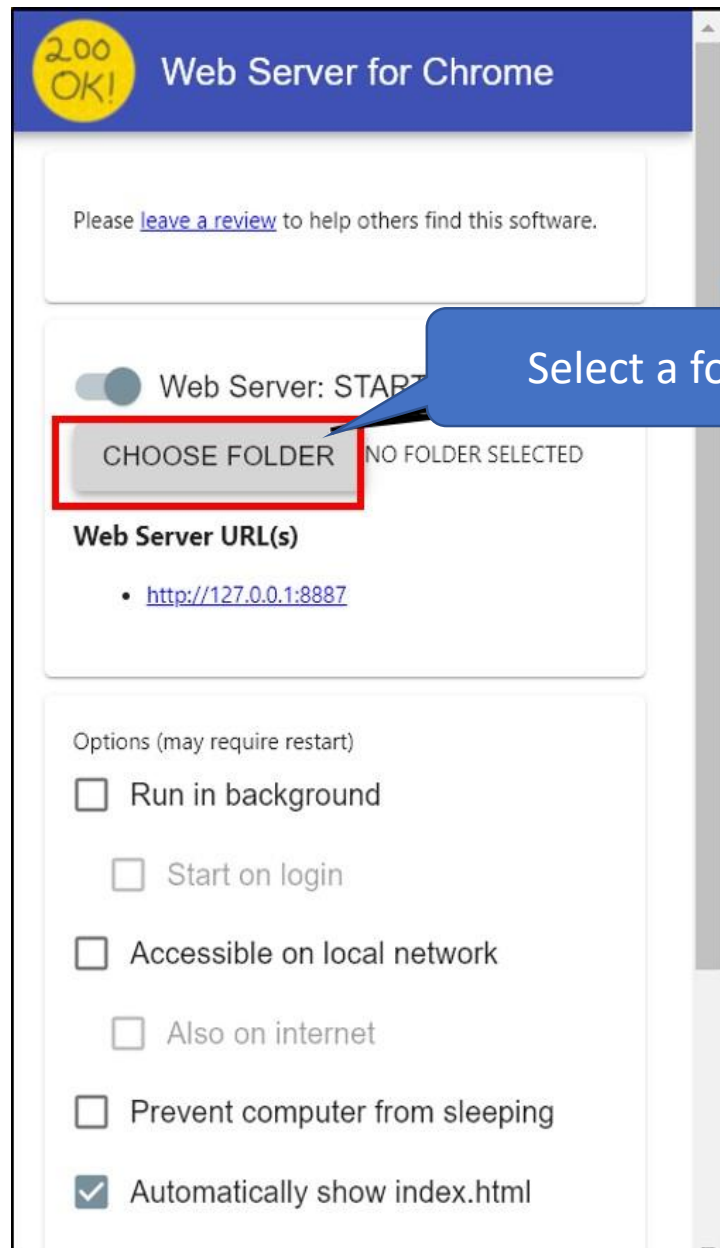 200
OK!
Web Server for Chrome
Please leave a review to help others find this software.
Select a
Web Server:
CHOOSE FOLDER NO FOLDER SELECTED
Web Server URL(s)
http://127.0.0.1:8887
Options (may require restart)
Run in background
Start on login
Accessible on local network
Also on internet
Prevent computer from sleeping
Automatically show index.html